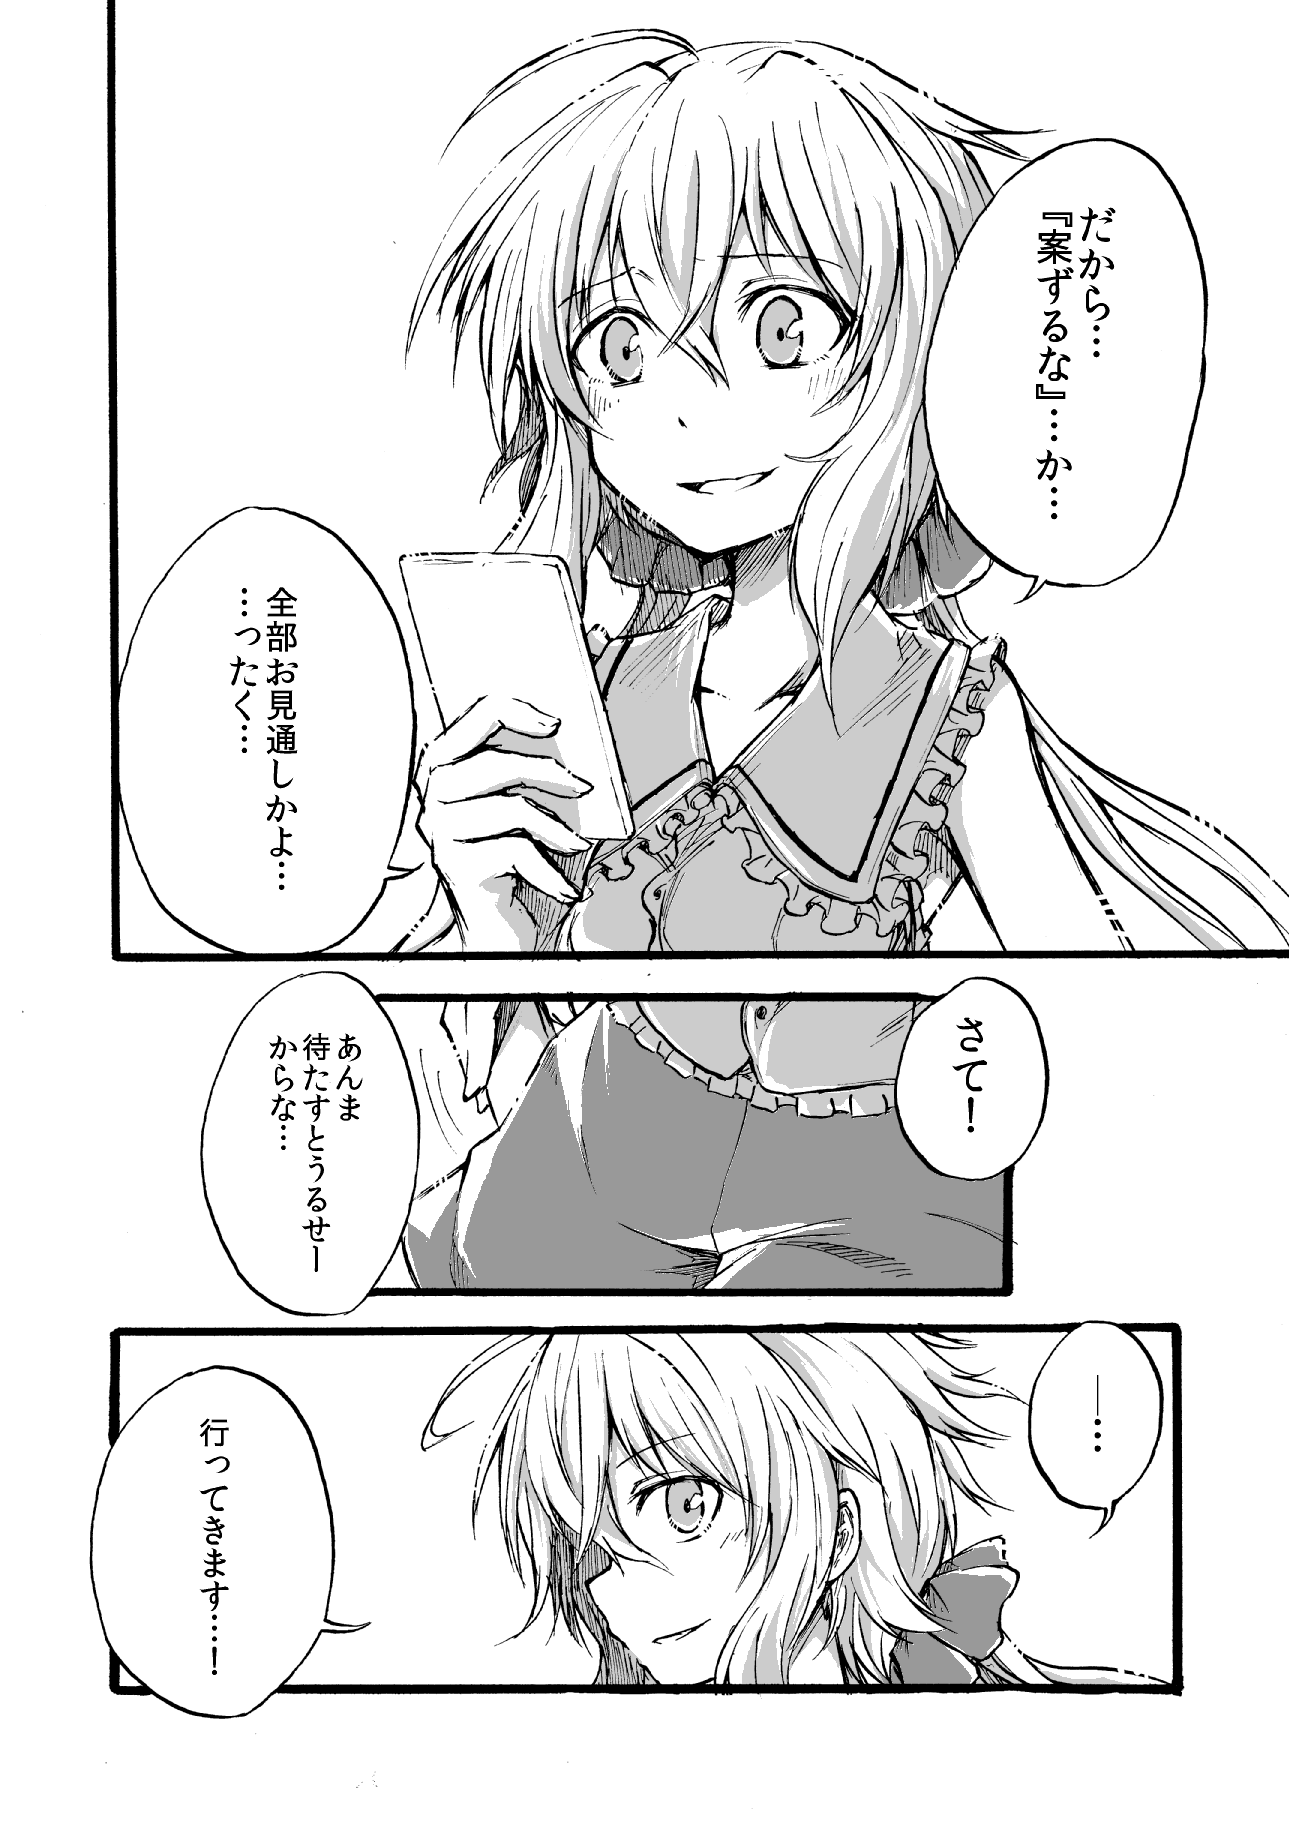 だから…
『案ずるな』…か…
全部お見通しかよ…
…ったく…
さて！
あんま
待たすとうるせー
からな…
―…
行ってきます…！